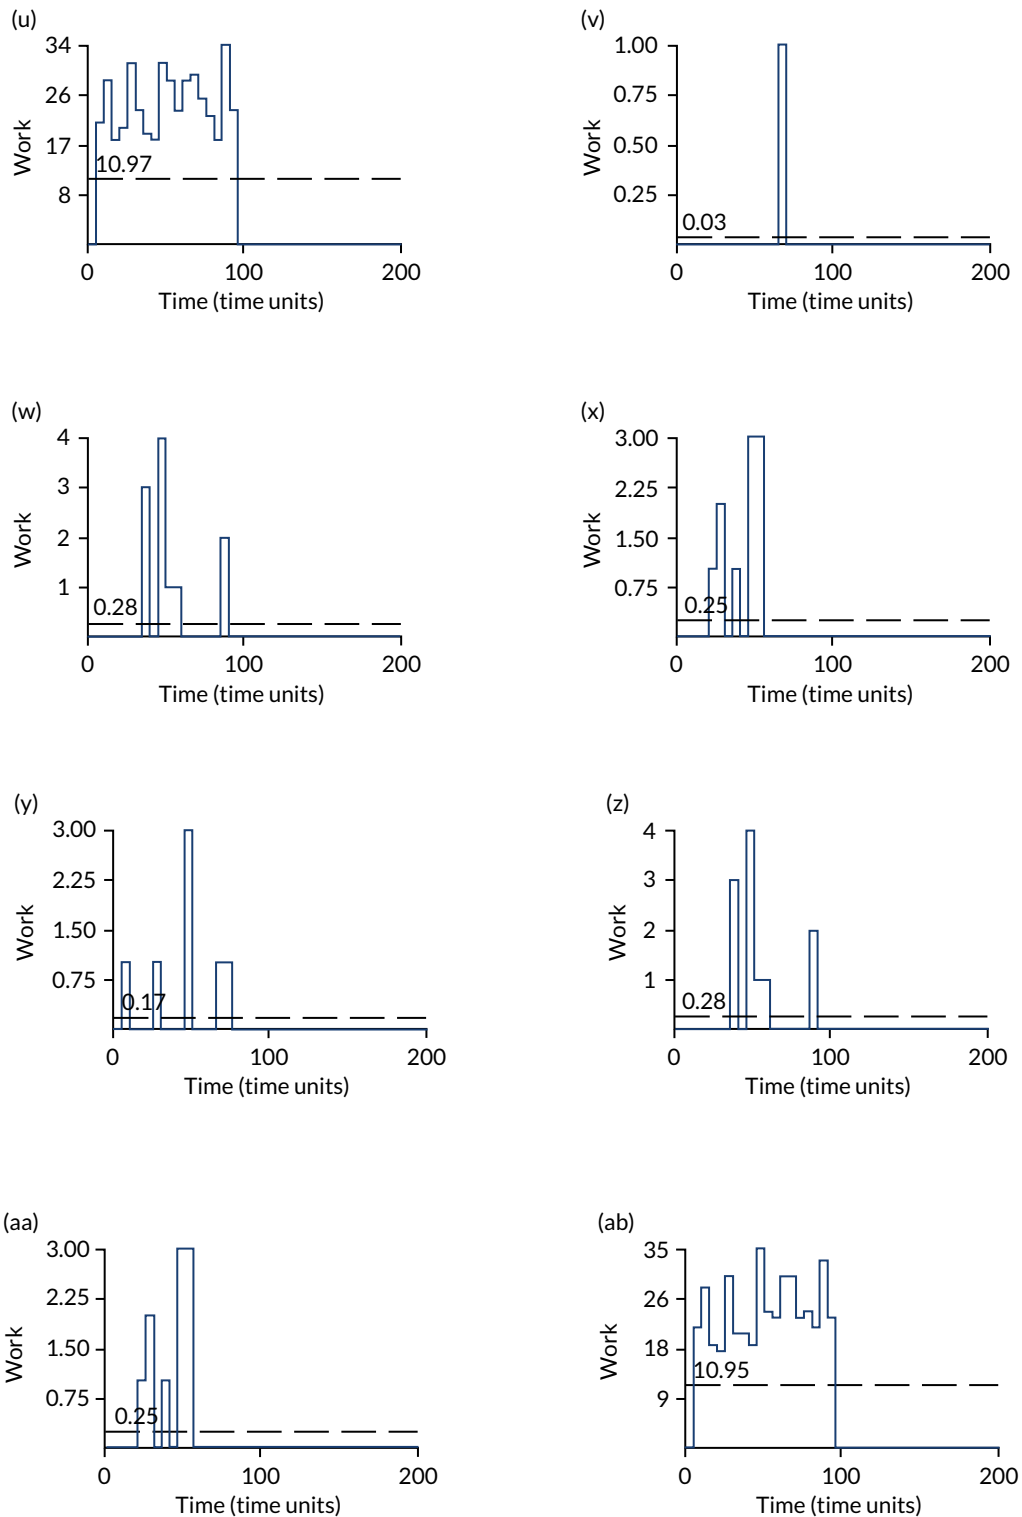 (u)
34
26
17
8
Work
10.97
0
100
200
Time (time units)
(v)
1.00
0.75
0.50
0.25
Work
0.03
0
100
200
Time (time units)
(w)
4
3
2
1
Work
0.28
0
100
200
Time (time units)
(x)
3.00
2.25
1.50
0.75
Work
0.25
0
100
200
Time (time units)
(y)
3.00
2.25
1.50
0.75
Work
0.17
0
100
200
Time (time units)
(z)
4
3
2
1
Work
0.28
0
100
200
Time (time units)
(aa)
3.00
2.25
1.50
0.75
Work
0.25
0
100
200
Time (time units)
(ab)
35
26
18
9
Work
10.95
0
100
200
Time (time units)